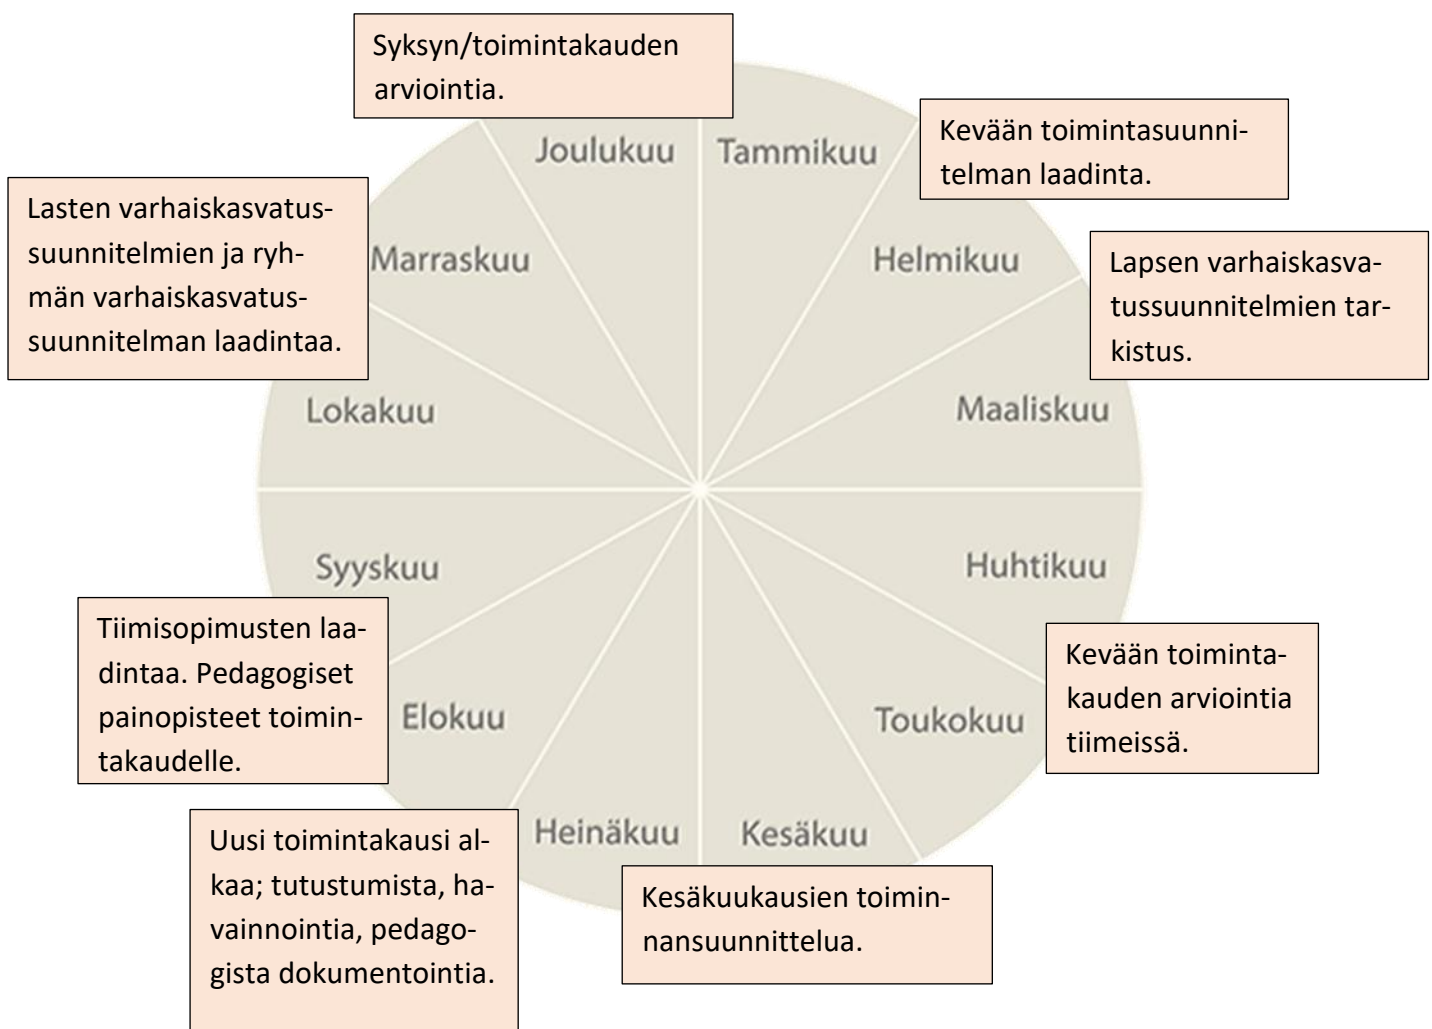 Syksyn/toimintakauden
arviointia.
Joulukuu
Tammikuu
Kevään toimintasuunni-
telman laadinta.
Helmikuu
Lapsen varhaiskasva-
tussuunnitelmien tar-
kistus.
Maaliskuu
Huhtikuu
Kevään toiminta-
kauden arviointia
tiimeissä.
Toukokuu
Kesäkuu
Kesäkuukausien toimin-
nansuunnittelua.
Heinäkuu
Uusi toimintakausi al-
kaa; tutustumista, ha-
vainnointia, pedago-
gista dokumentointia.
Elokuu
Tiimisopimusten laa-
dintaa. Pedagogiset
painopisteet toimin-
takaudelle.
Syyskuu
Lokakuu
Lasten varhaiskasvatus-
suunnitelmien ja ryh-
män varhaiskasvatus-
suunnitelman laadintaa.
Marraskuu